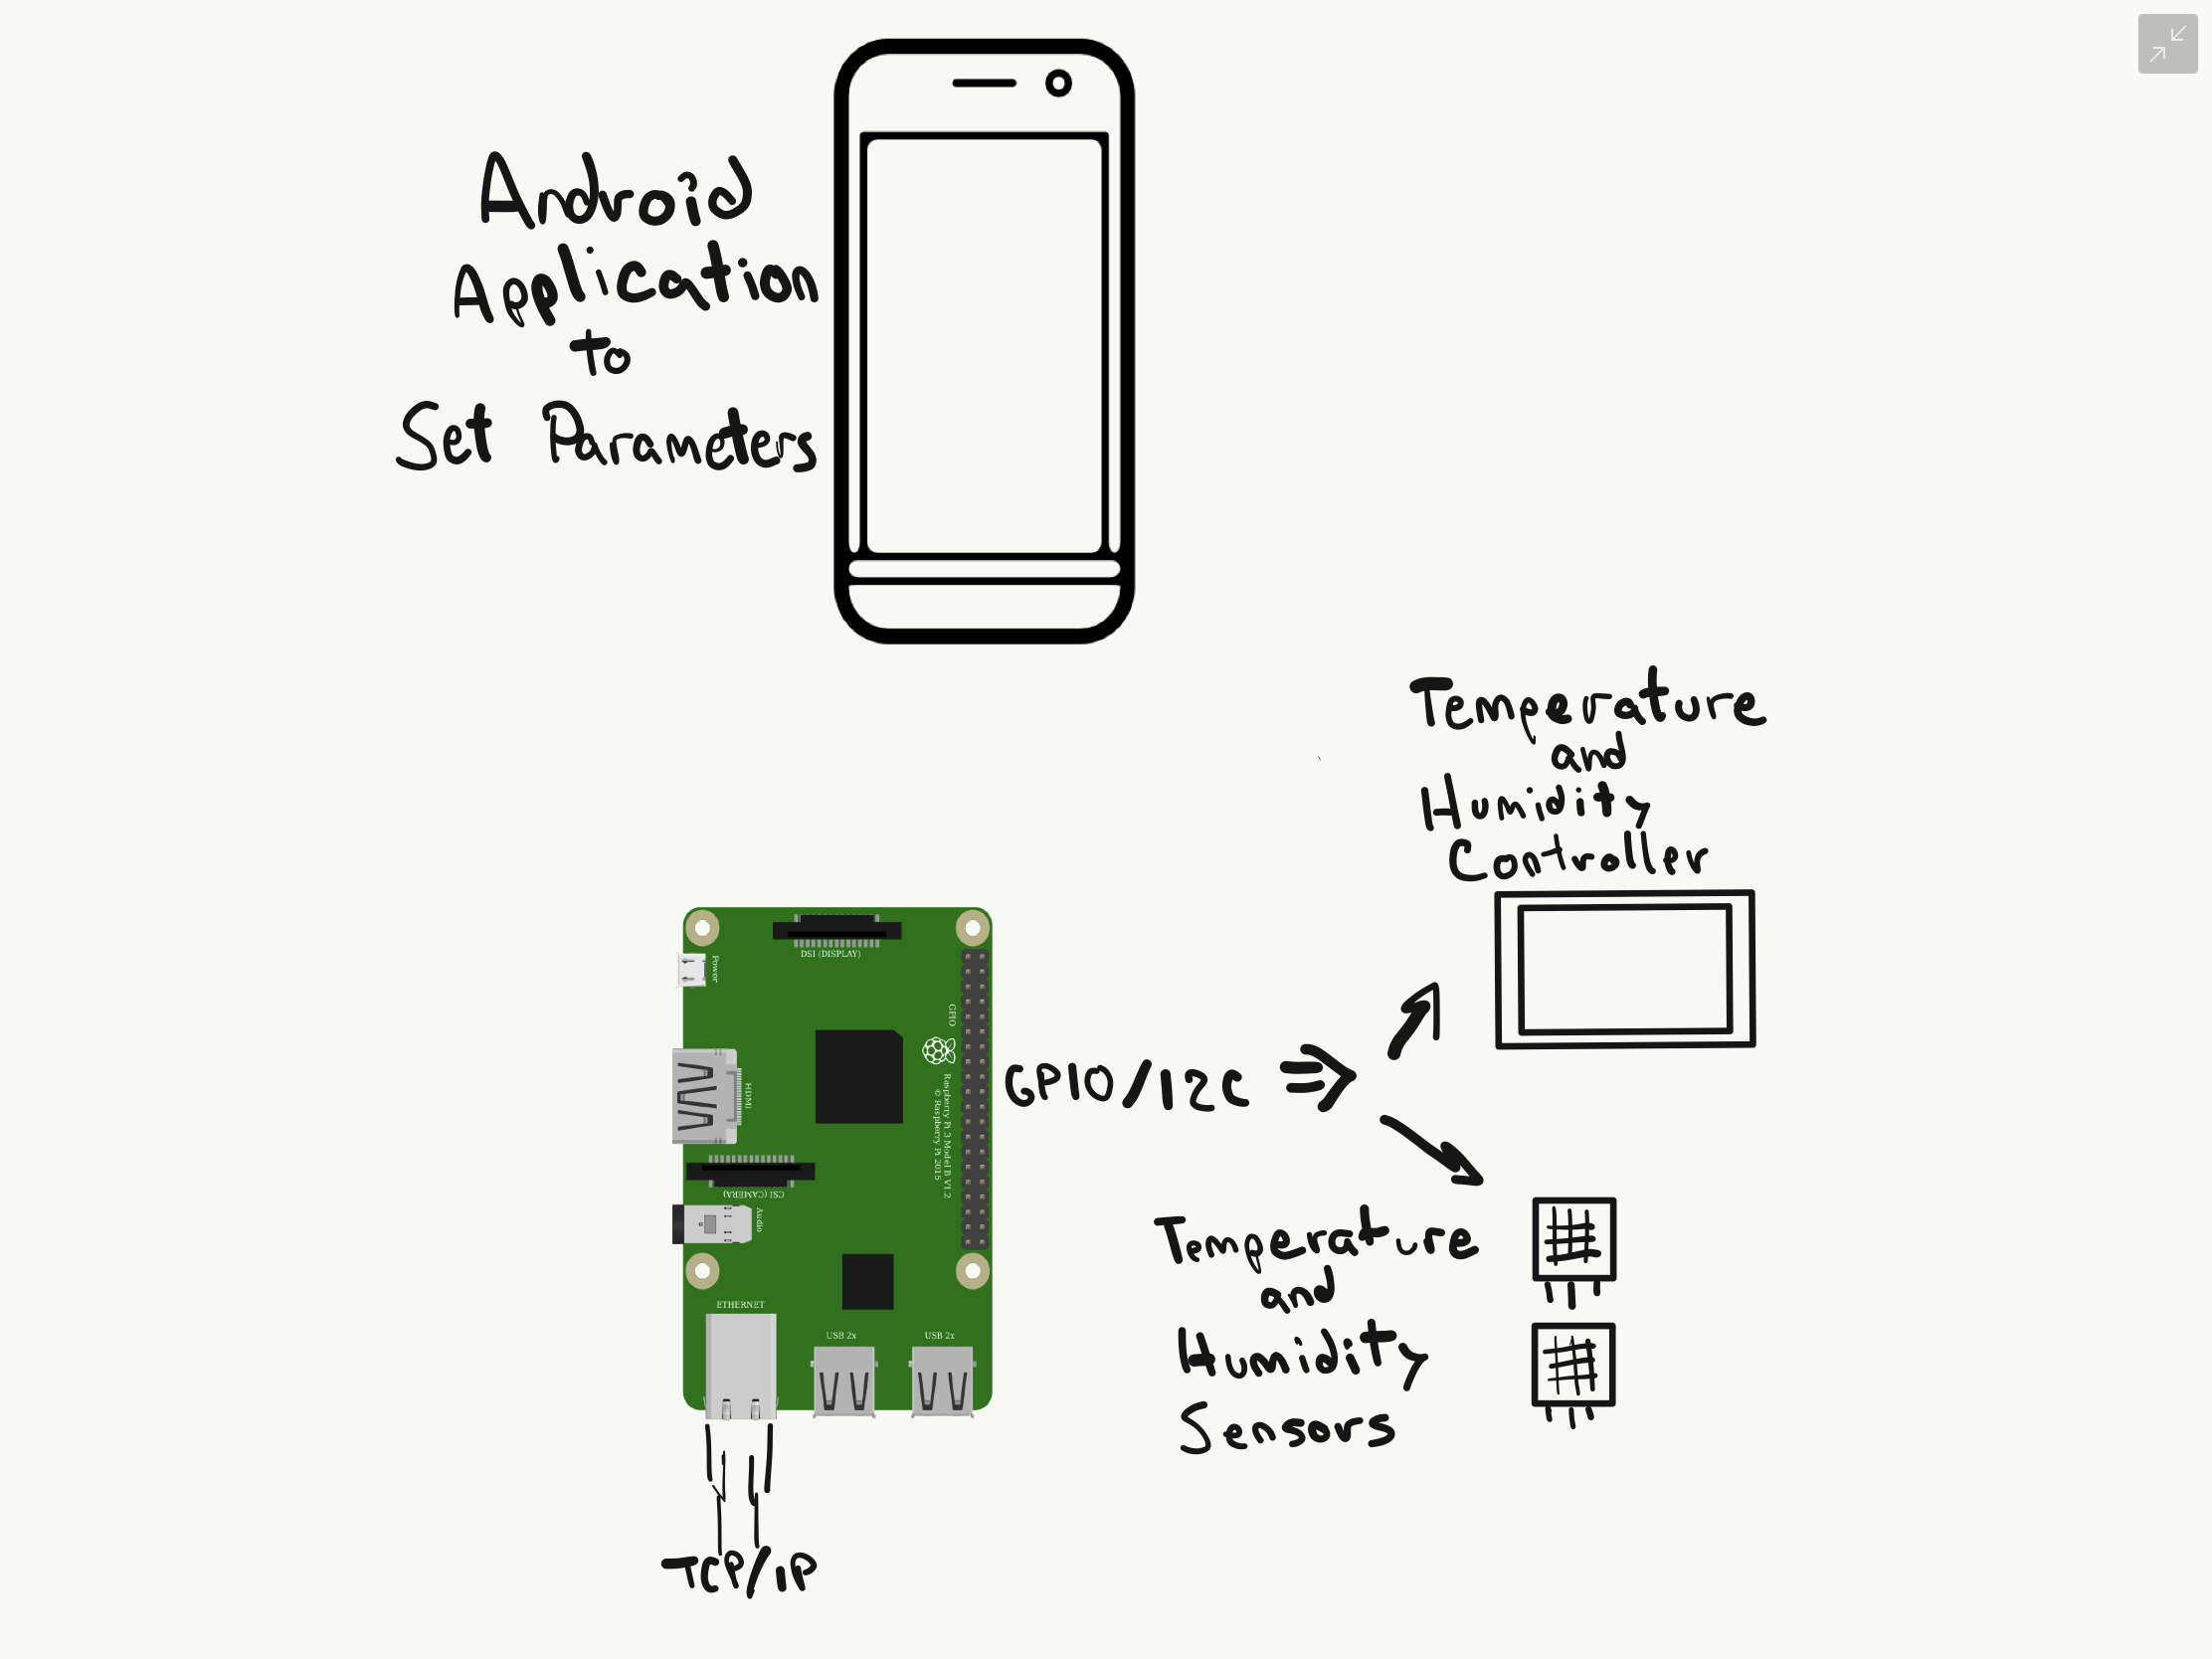 Android
Application
to
Set Parameters
Temperature
and
Humidity
Controller
DSI (DISPLAY)
Power
GPIO
HDMI
Raspberry Pi 3 Model B V1.2
© Raspberry Pi 2015
GPIO/I2C ⇒
CSI (CAMERA)
Audio
Temperature
and
Humidity
Sensors
ETHERNET
USB 2x
USB 2x
TCP/IP